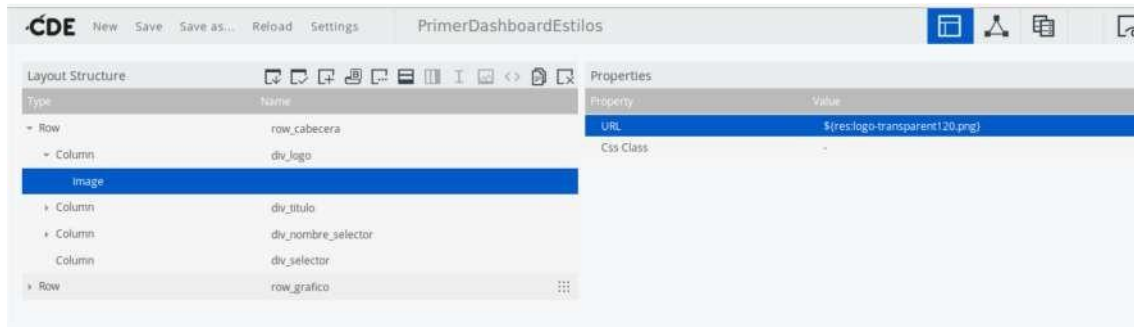 CDE New Save Save as... Reload Settings PrimerDashboardEstilos
Layout Structure Properties
Type Name Property Value
Row row_cabecera URL ${res:logo-transparent120.png}
Column div_logo Css Class -
Image
Column div_titulo
Column div_nombre_selector
Column div_selector
Row row_grafico